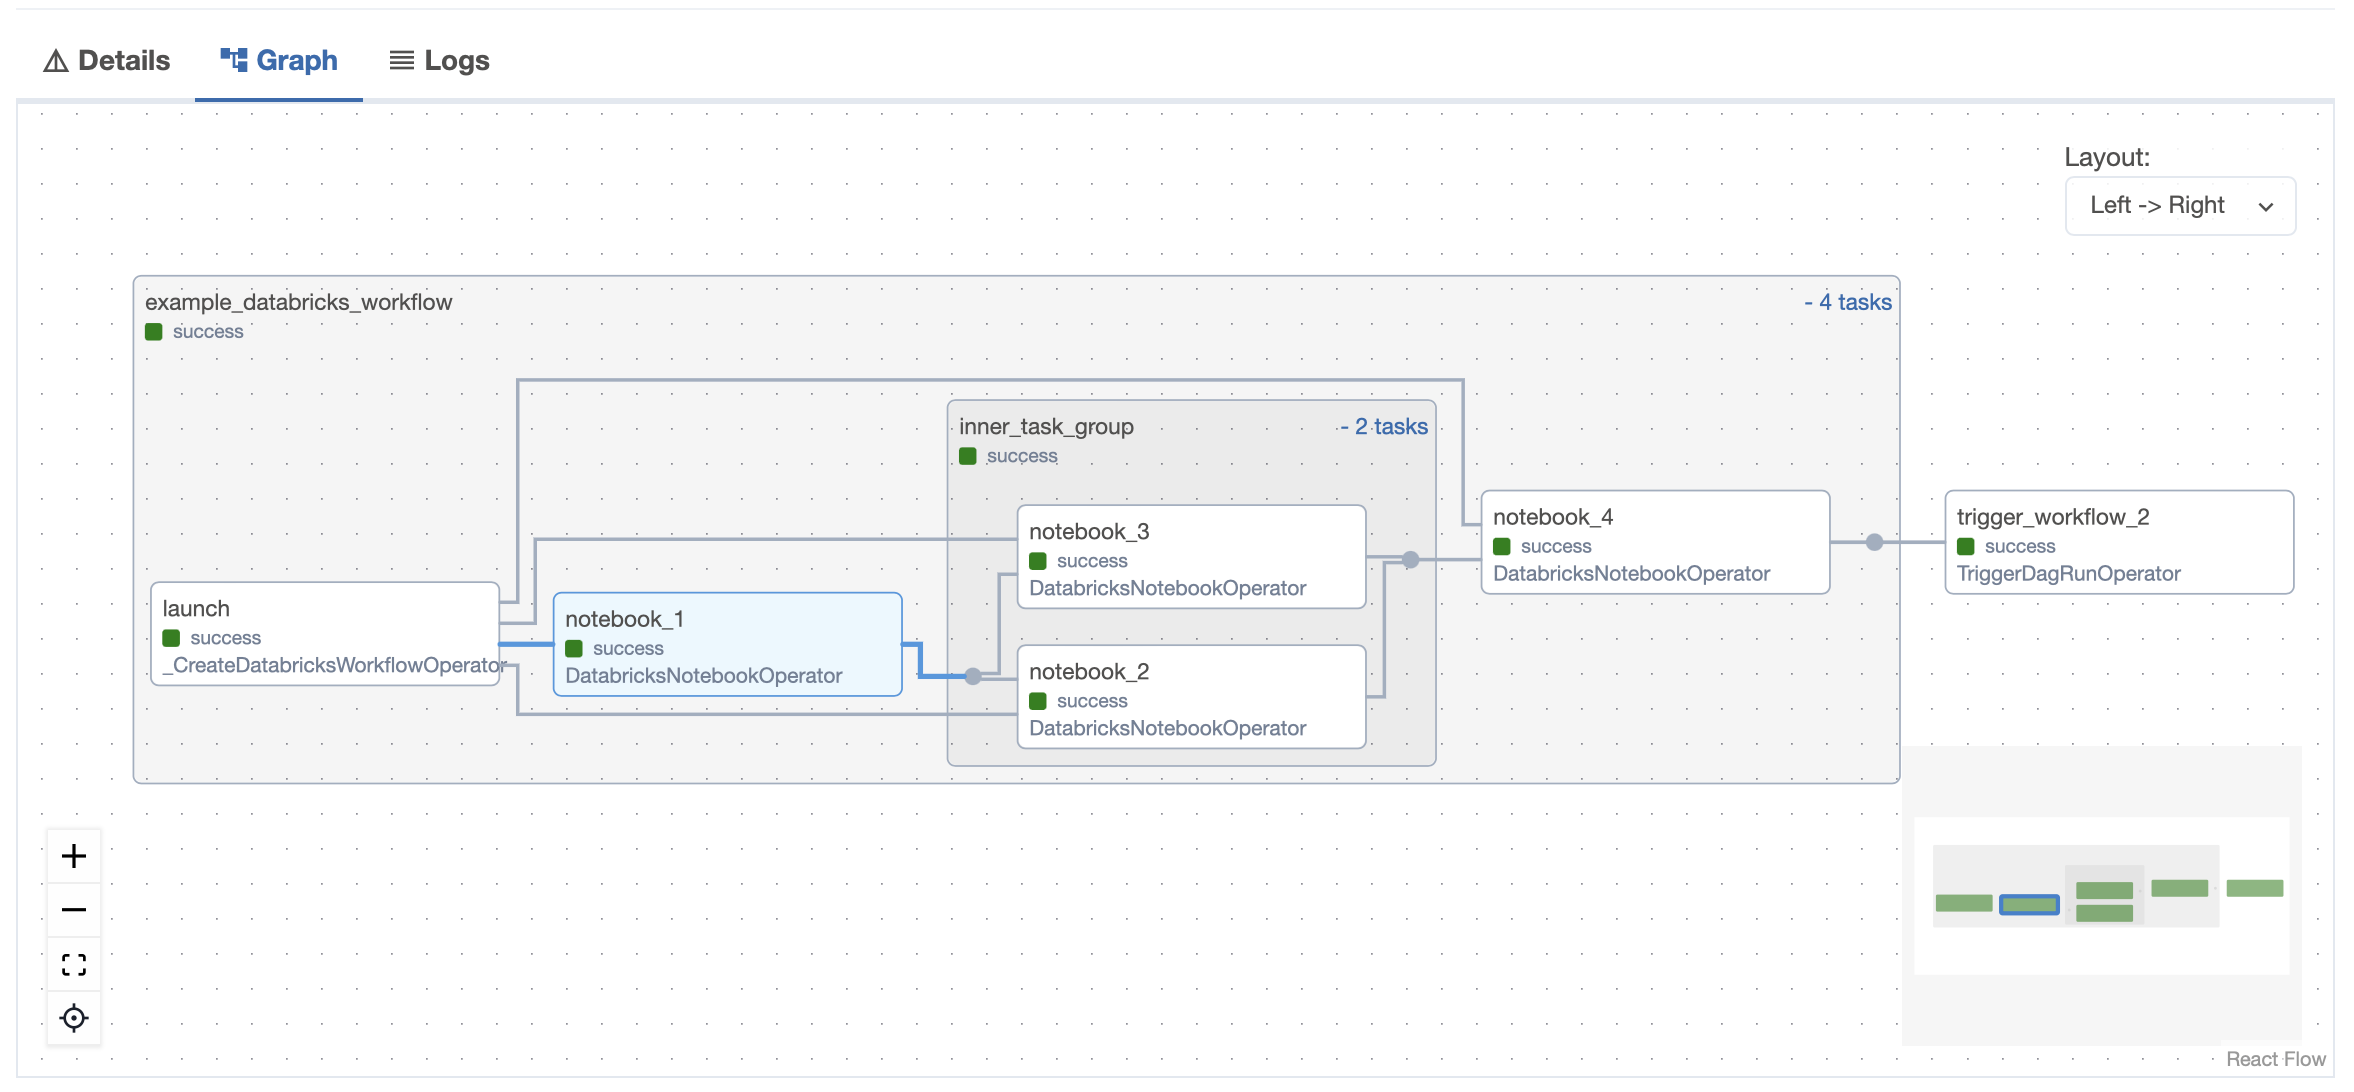 Details
Graph
Logs
Layout:
Left -> Right
example_databricks_workflow
- 4 tasks
success
inner_task_group
- 2 tasks
success
notebook_3
success
DatabricksNotebookOperator
notebook_4
success
DatabricksNotebookOperator
trigger_workflow_2
success
TriggerDagRunOperator
launch
success
_CreateDatabricksWorkflowOperator
notebook_1
success
DatabricksNotebookOperator
notebook_2
success
DatabricksNotebookOperator
React Flow